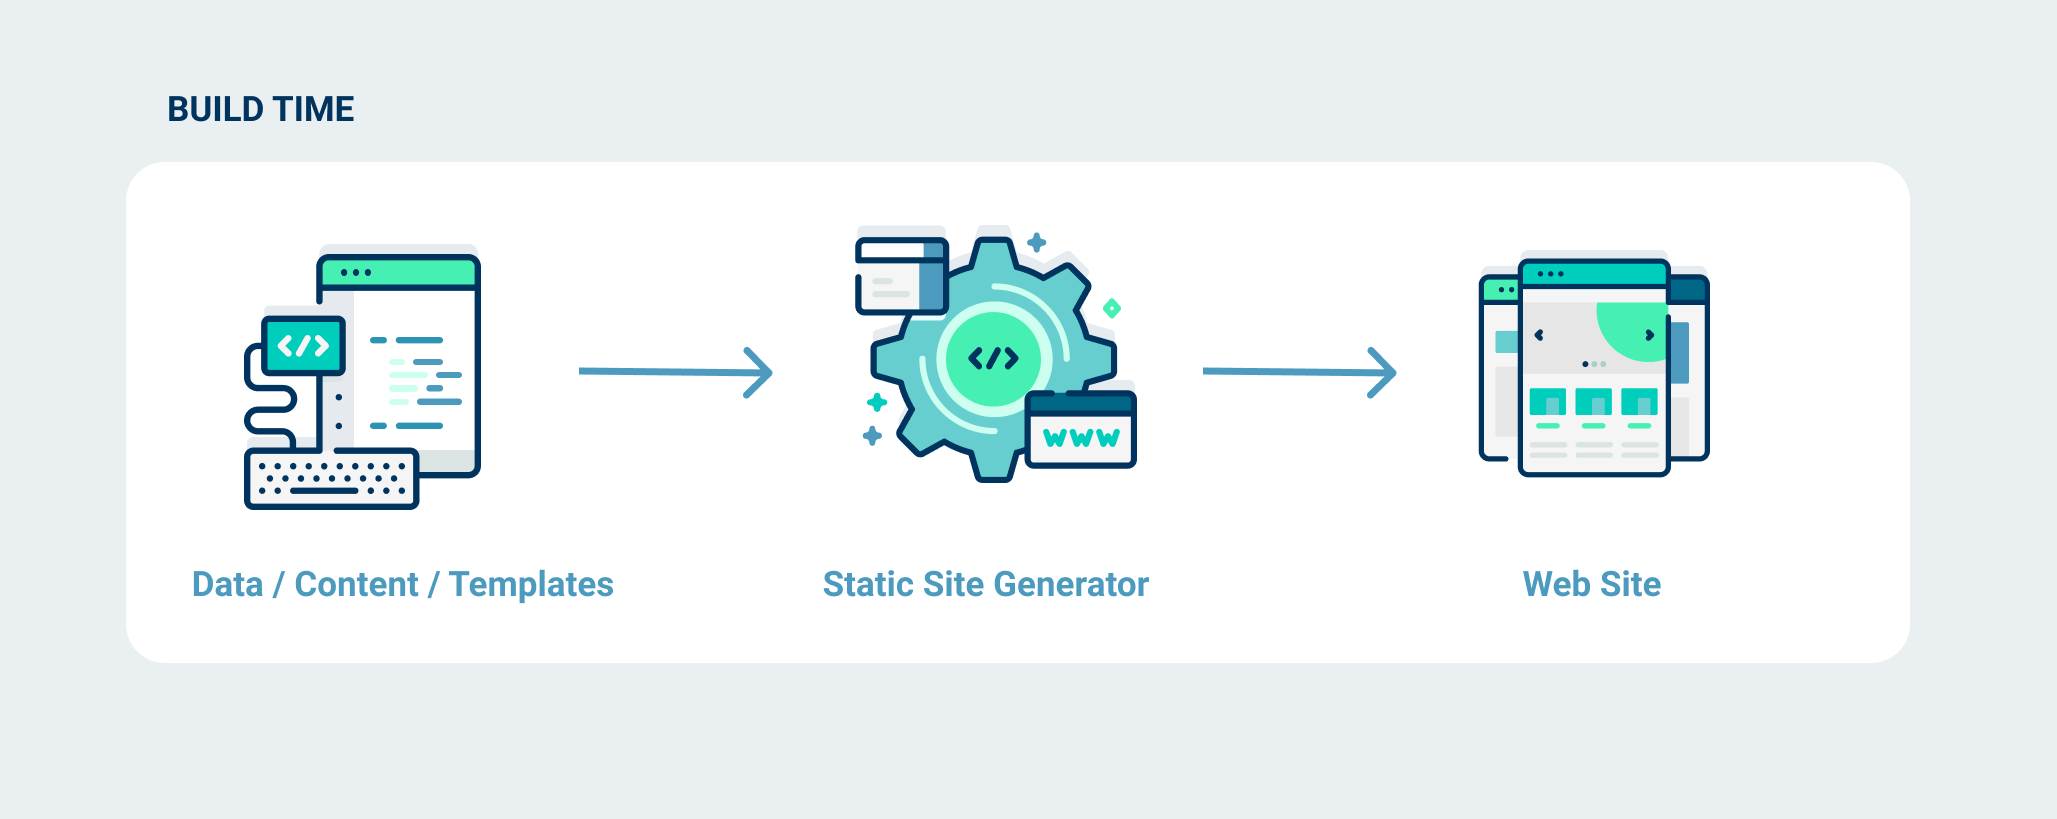 BUILD TIME
</>
</>
WWW
Data / Content / Templates
Static Site Generator
Web Site